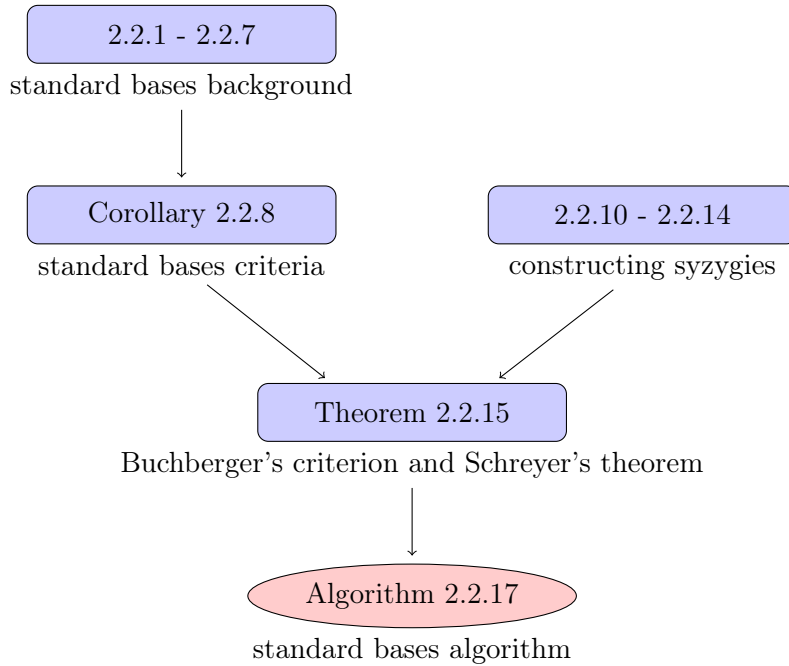 2.2.1 - 2.2.7
standard bases background
Corollary 2.2.8
standard bases criteria
2.2.10 - 2.2.14
constructing syzygies
Theorem 2.2.15
Buchberger's criterion and Schreyer's theorem
Algorithm 2.2.17
standard bases algorithm